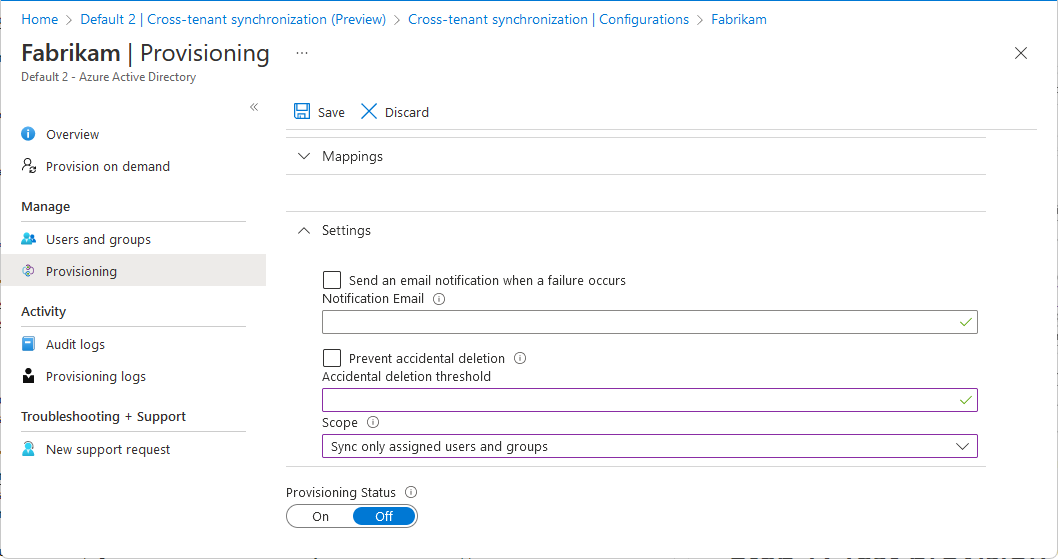 Home > Default 2 | Cross-tenant synchronization (Preview) > Cross-tenant synchronization | Configurations > Fabrikam
Fabrikam | Provisioning ...
Default 2 - Azure Active Directory
Overview
Provision on demand
Manage
Users and groups
Provisioning
Activity
Audit logs
Provisioning logs
Troubleshooting + Support
New support request
Save Discard
Mappings
Settings
Send an email notification when a failure occurs
Notification Email
Prevent accidental deletion
Accidental deletion threshold
Scope
Sync only assigned users and groups
Provisioning Status
On Off